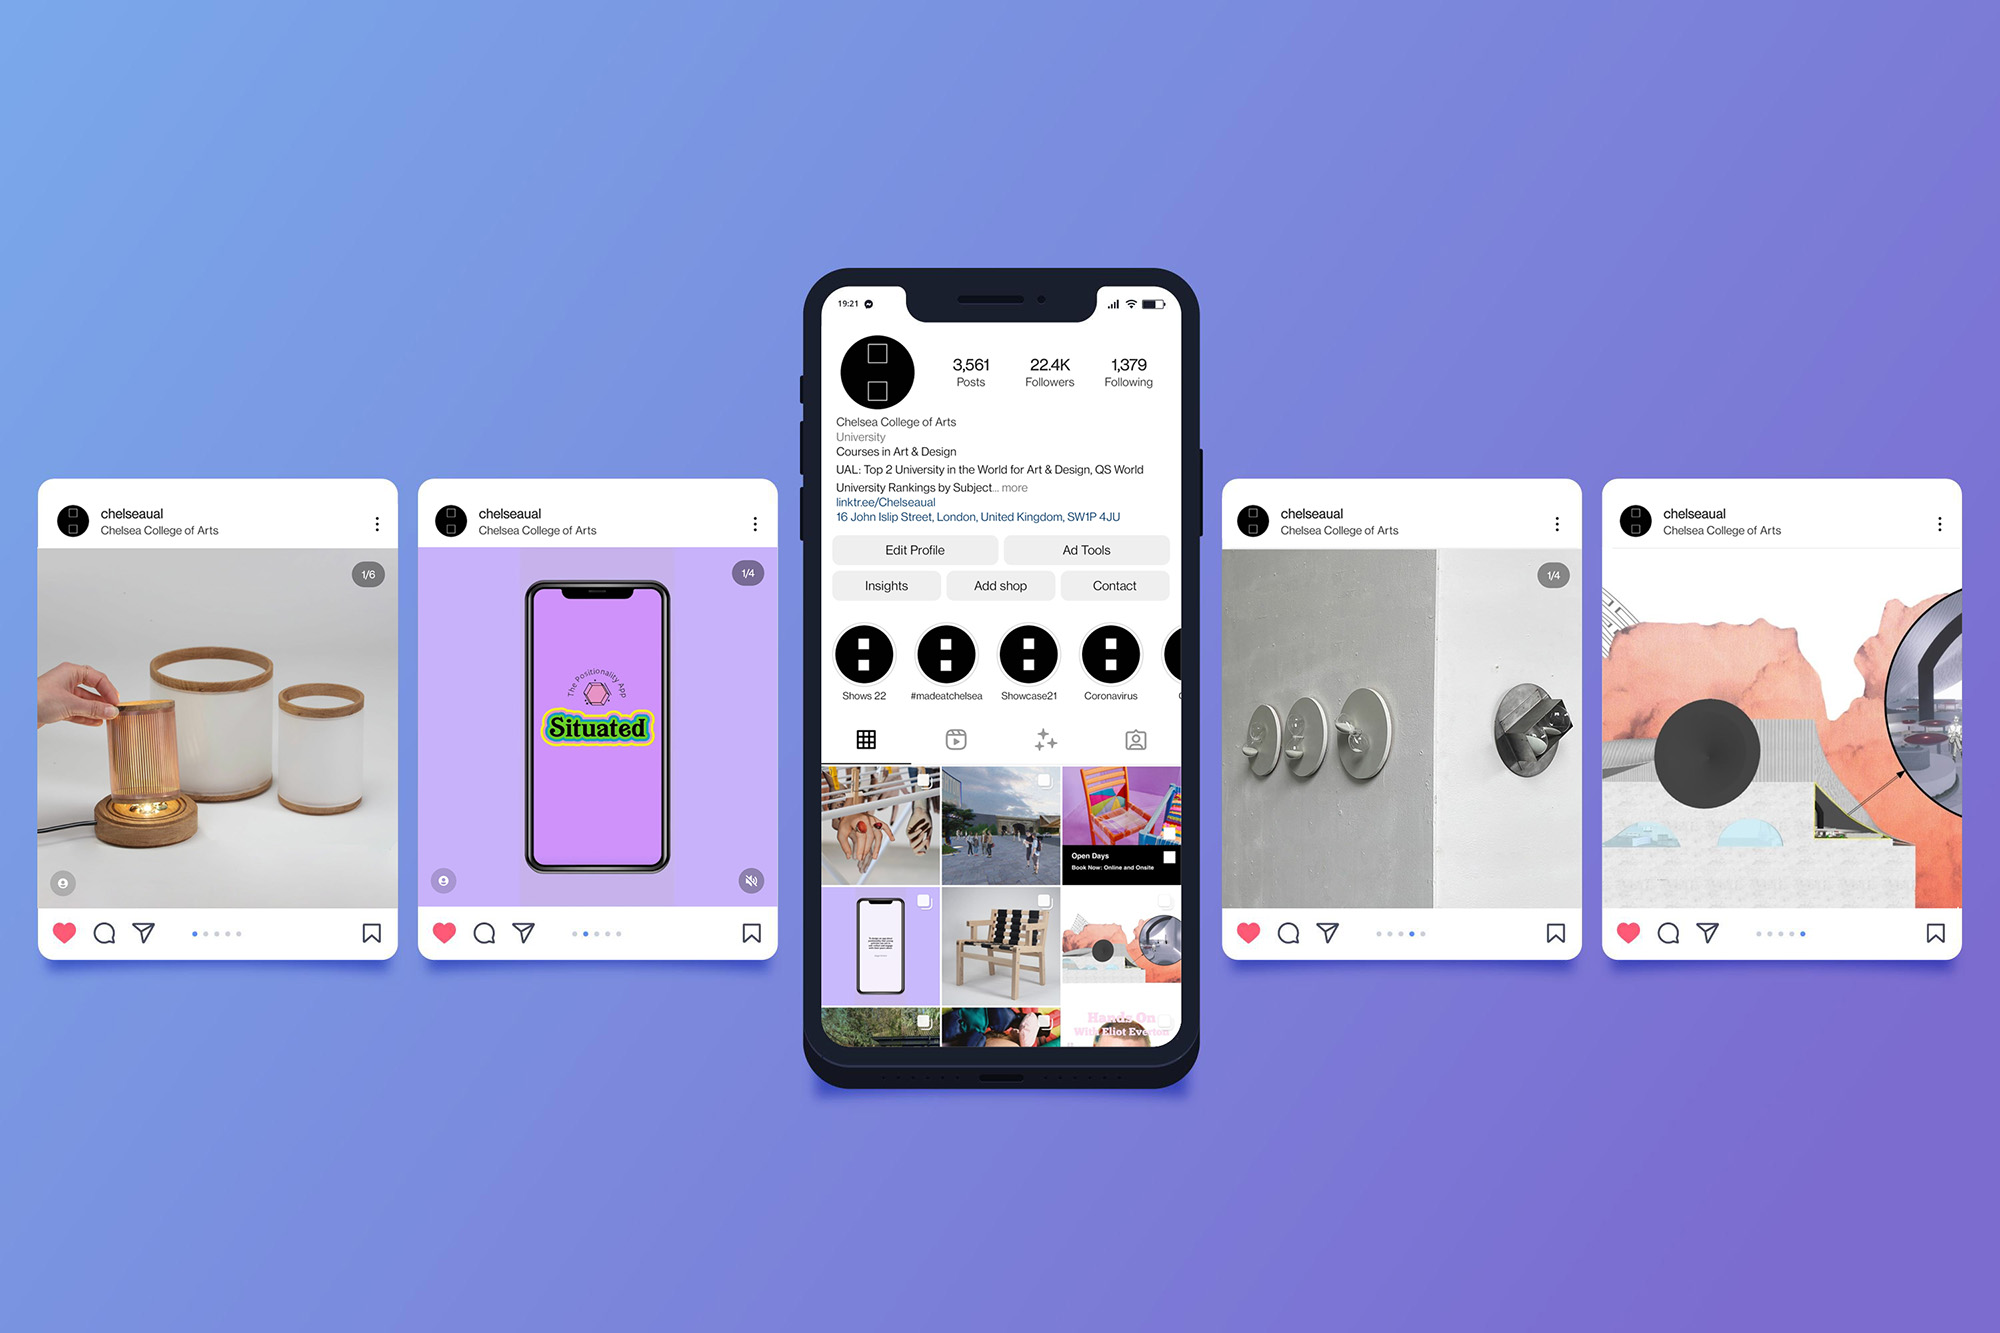 chelseaual
Chelsea College of Arts
1/6
chelseaual
Chelsea College of Arts
1/4
The Positionality App
Situated
19:21
3,561
Posts
22.4K
Followers
1,379
Following
Chelsea College of Arts
University
Courses in Art & Design
UAL: Top 2 University in the World for Art & Design, QS World
University Rankings by Subject... more
linktr.ee/Chelseaual
16 John Islip Street, London, United Kingdom, SW1P 4JU
Edit Profile
Ad Tools
Insights
Add shop
Contact
Shows 22
#madeatchelsea
Showcase21
Coronavirus
Open Days
Book Now: Online and Onsite
Hands On
With Eliot Everton
chelseaual
Chelsea College of Arts
1/4
chelseaual
Chelsea College of Arts